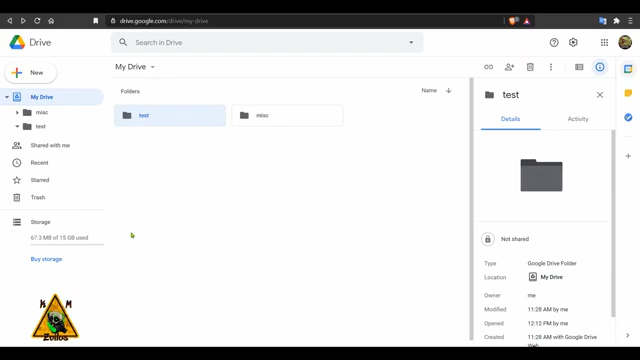 drive.google.com/drive/my-drive
Drive
Search in Drive
New
My Drive
misc
test
Shared with me
Recent
Starred
Trash
Storage
67.3 MB of 15 GB used
Buy storage
K M
Zollos
My Drive
Folders
Name
test
misc
test
Details
Activity
Not shared
Type
Google Drive Folder
Location
My Drive
Owner
me
Modified
11:28 AM by me
Opened
12:12 PM by me
Created
11:28 AM with Google Drive
Web